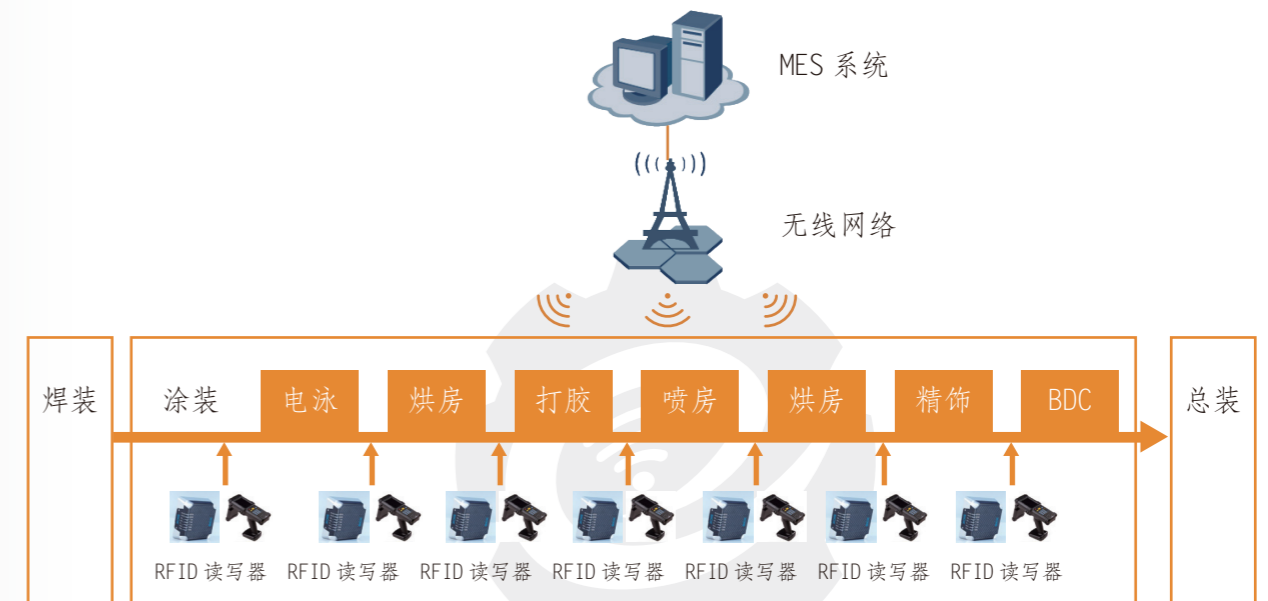 MES 系统
无线网络
焊装
涂装
电泳
烘房
打胶
喷房
烘房
精饰
BDC
总装
RFID 读写器
RFID 读写器
RFID 读写器
RFID 读写器
RFID 读写器
RFID 读写器
RFID 读写器